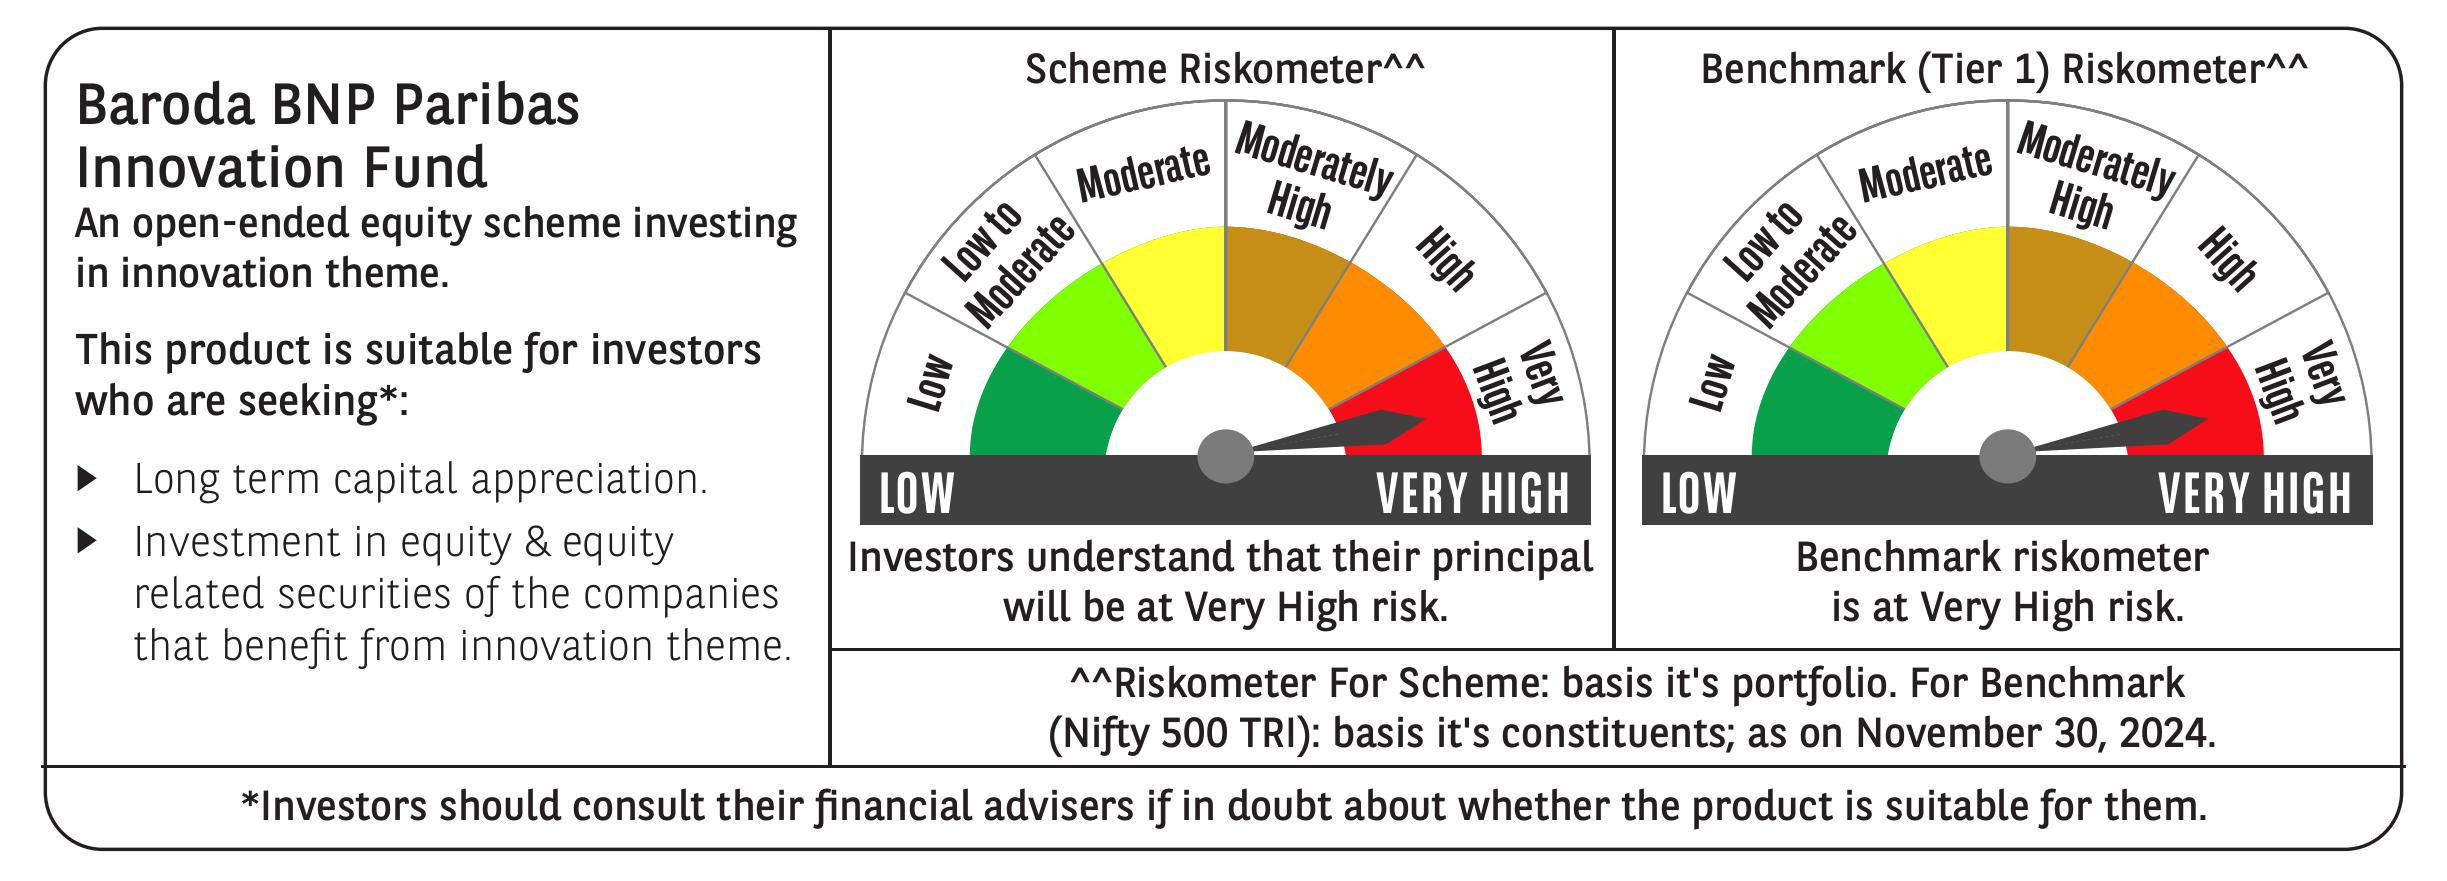 Baroda BNP Paribas
Innovation Fund
An open-ended equity scheme investing
in innovation theme.
This product is suitable for investors
who are seeking*:
Long term capital appreciation.
Investment in equity & equity
related securities of the companies
that benefit from innovation theme.
Scheme Riskometer^^
Low
Low to
Moderate
Moderate
Moderately
High
High
Very
High
LOW
VERY HIGH
Investors understand that their principal
will be at Very High risk.
Benchmark (Tier 1) Riskometer^^
Low
Low to
Moderate
Moderate
Moderately
High
High
Very
High
LOW
VERY HIGH
Benchmark riskometer
is at Very High risk.
^^Riskometer For Scheme: basis it's portfolio. For Benchmark
(Nifty 500 TRI): basis it's constituents; as on November 30, 2024.
*Investors should consult their financial advisers if in doubt about whether the product is suitable for them.